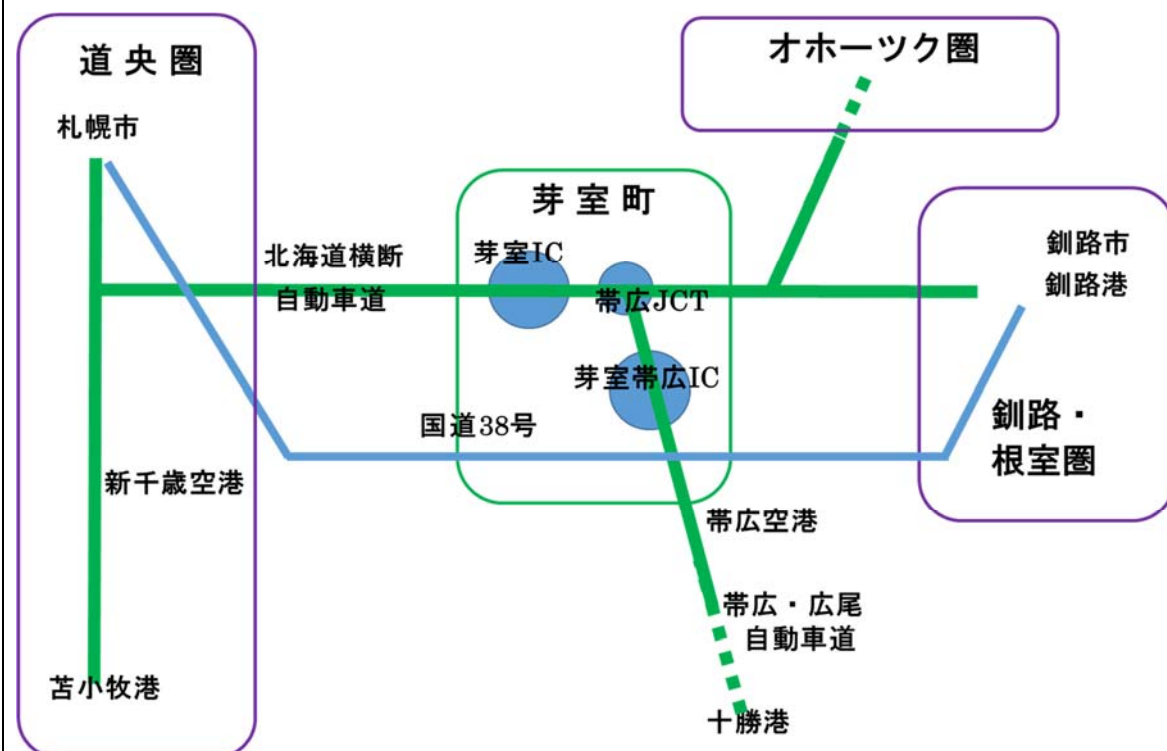 道央圏
札幌市
オホーツク圏
芽室町
北海道横断
自動車道
芽室IC
帯広JCT
芽室帯広IC
釧路市
釧路港
国道38号
釧路・
根室圏
新千歳空港
帯広空港
帯広・広尾
自動車道
苫小牧港
十勝港